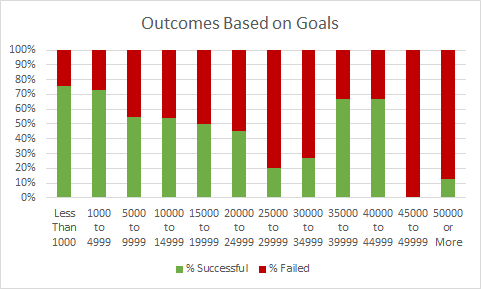 Outcomes Based on Goals
100%
90%
80%
70%
60%
50%
40%
30%
20%
10%
0%
Less Than 1000
1000 to 4999
5000 to 9999
10000 to 14999
15000 to 19999
20000 to 24999
25000 to 29999
30000 to 34999
35000 to 39999
40000 to 44999
45000 to 49999
50000 or More
% Successful
% Failed